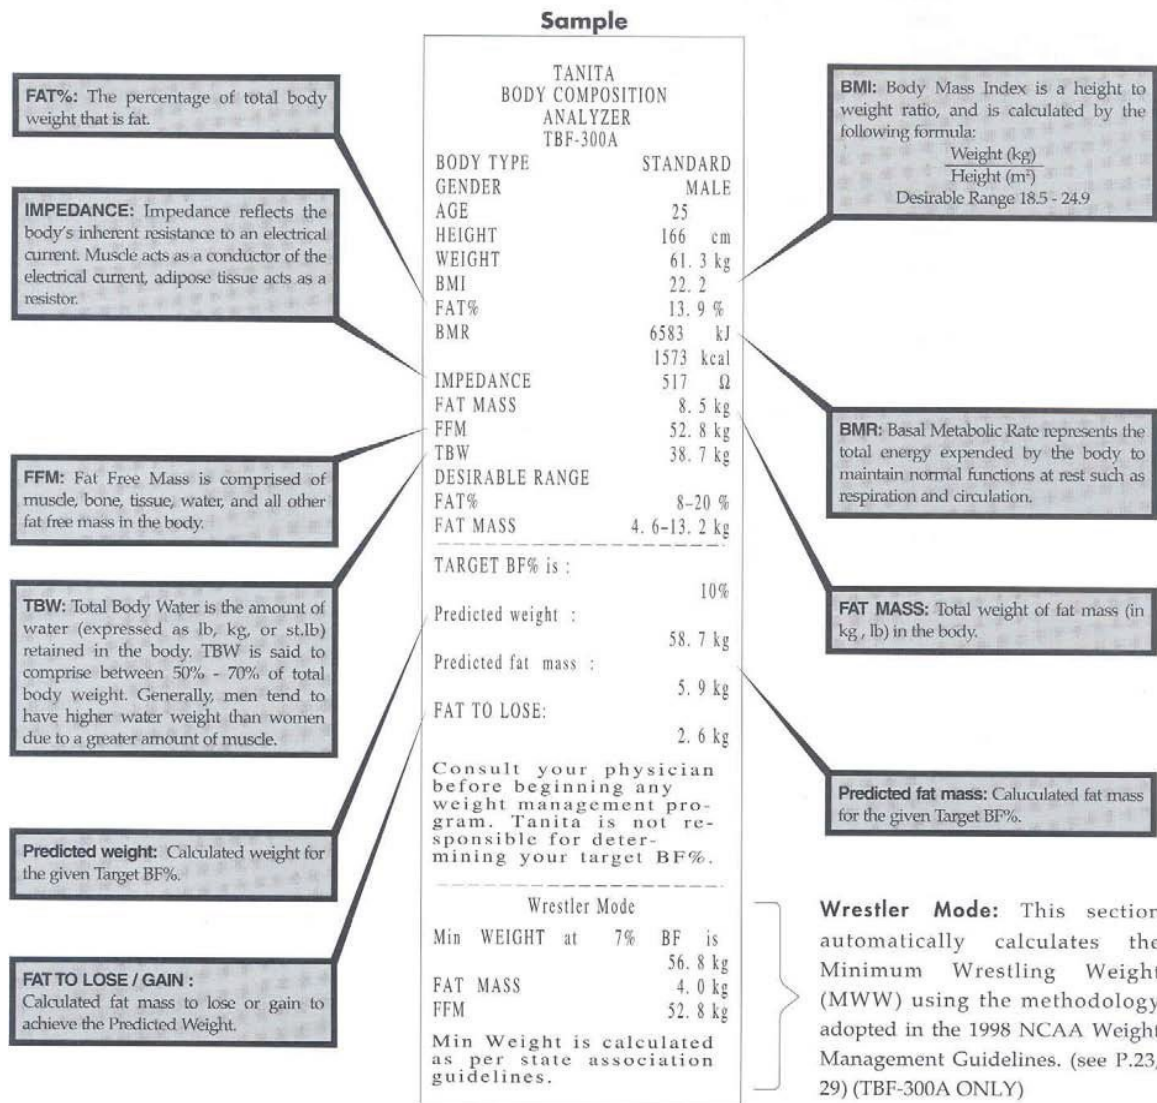 Sample
TANITA
BODY COMPOSITION
ANALYZER
TBF-300A
BODY TYPE STANDARD
GENDER MALE
AGE 25
HEIGHT 166 cm
WEIGHT 61. 3 kg
BMI 22. 2
FAT% 13. 9 %
BMR 6583 kJ
1573 kcal
IMPEDANCE 517 Ω
FAT MASS 8. 5 kg
FFM 52. 8 kg
TBW 38. 7 kg
DESIRABLE RANGE
FAT% 8–20 %
FAT MASS 4. 6–13. 2 kg
TARGET BF% is :
10%
Predicted weight :
58. 7 kg
Predicted fat mass :
5. 9 kg
FAT TO LOSE:
2. 6 kg
Consult your physician
before beginning any
weight management pro-
gram. Tanita is not re-
sponsible for deter-
mining your target BF%.
Wrestler Mode
Min WEIGHT at 7% BF is
56. 8 kg
FAT MASS 4. 0 kg
FFM 52. 8 kg
Min Weight is calculated
as per state association
guidelines.
FAT%: The percentage of total body
weight that is fat.
IMPEDANCE: Impedance reflects the
body's inherent resistance to an electrical
current. Muscle acts as a conductor of the
electrical current, adipose tissue acts as a
resistor.
FFM: Fat Free Mass is comprised of
muscle, bone, tissue, water, and all other
fat free mass in the body.
TBW: Total Body Water is the amount of
water (expressed as lb, kg, or st.lb)
retained in the body. TBW is said to
comprise between 50% - 70% of total
body weight. Generally, men tend to
have higher water weight than women
due to a greater amount of muscle.
Predicted weight: Calculated weight for
the given Target BF%.
FAT TO LOSE / GAIN :
Calculated fat mass to lose or gain to
achieve the Predicted Weight.
BMI: Body Mass Index is a height to
weight ratio, and is calculated by the
following formula:
Weight (kg)
Height (m²)
Desirable Range 18.5 - 24.9
BMR: Basal Metabolic Rate represents the
total energy expended by the body to
maintain normal functions at rest such as
respiration and circulation.
FAT MASS: Total weight of fat mass (in
kg , lb) in the body.
Predicted fat mass: Caluculated fat mass
for the given Target BF%.
Wrestler Mode: This section
automatically calculates the
Minimum Wrestling Weight
(MWW) using the methodology
adopted in the 1998 NCAA Weight
Management Guidelines. (see P.23,
29) (TBF-300A ONLY)